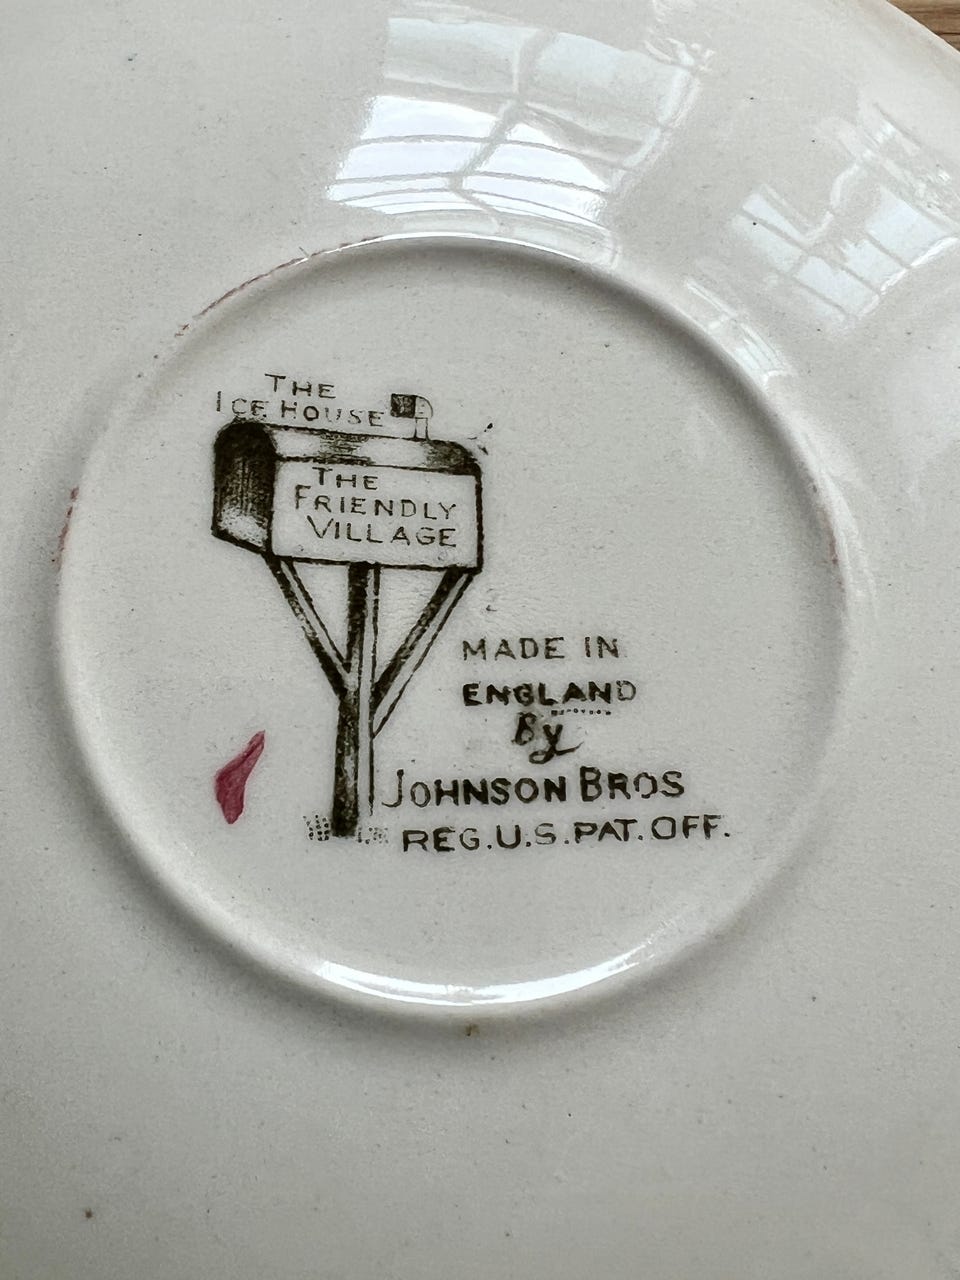 THE
ICE HOUSE
THE
FRIENDLY
VILLAGE
MADE IN
ENGLAND
By
JOHNSON BROS
REG.U.S.PAT.OFF.